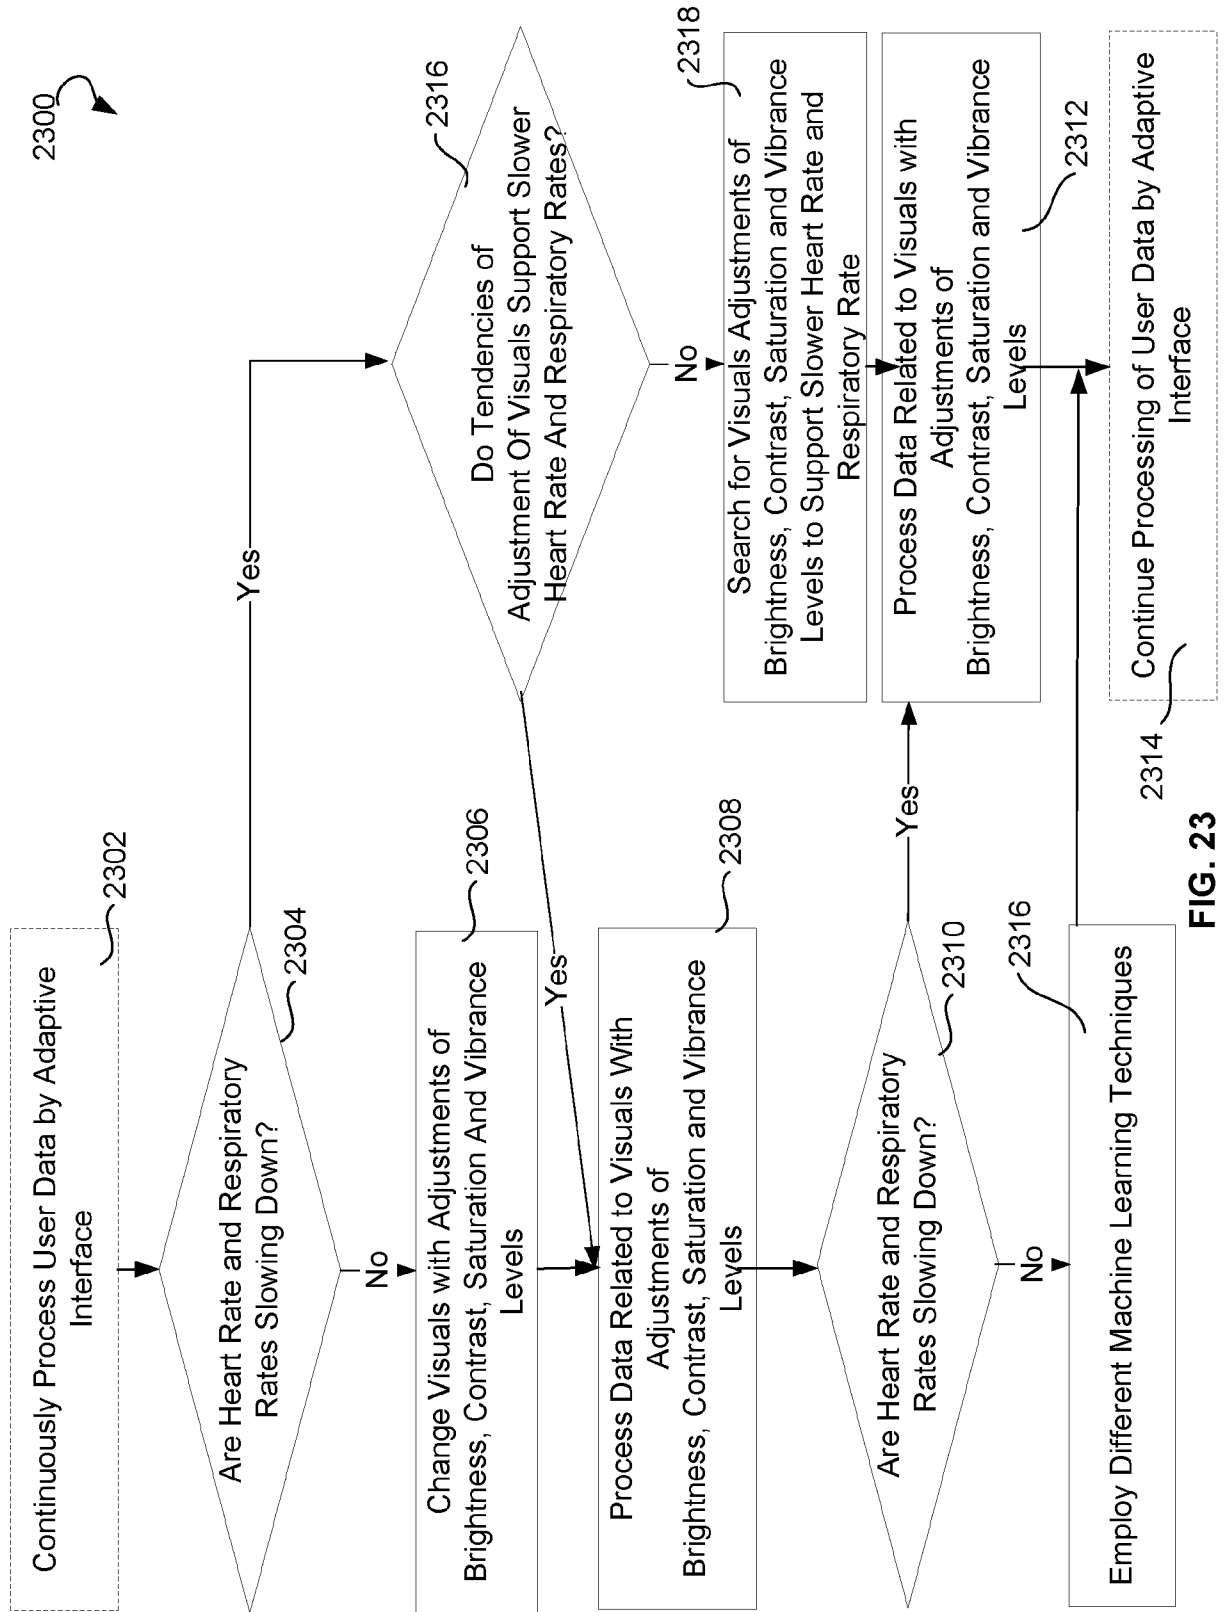 2300
Continuously Process User Data by Adaptive
Interface
2302
Are Heart Rate and Respiratory
Rates Slowing Down?
2304
Yes
No
Change Visuals with Adjustments of
Brightness, Contrast, Saturation And Vibrance
Levels
2306
Do Tendencies of
Adjustment Of Visuals Support Slower
Heart Rate And Respiratory Rates?
2316
Yes
No
Process Data Related to Visuals With
Adjustments of
Brightness, Contrast, Saturation and Vibrance
Levels
2308
Search for Visuals Adjustments of
Brightness, Contrast, Saturation and Vibrance
Levels to Support Slower Heart Rate and
Respiratory Rate
2318
Are Heart Rate and Respiratory
Rates Slowing Down?
2310
Yes
No
Process Data Related to Visuals with
Adjustments of
Brightness, Contrast, Saturation and Vibrance
Levels
2312
Employ Different Machine Learning Techniques
2316
Continue Processing of User Data by Adaptive
Interface
2314
FIG. 23